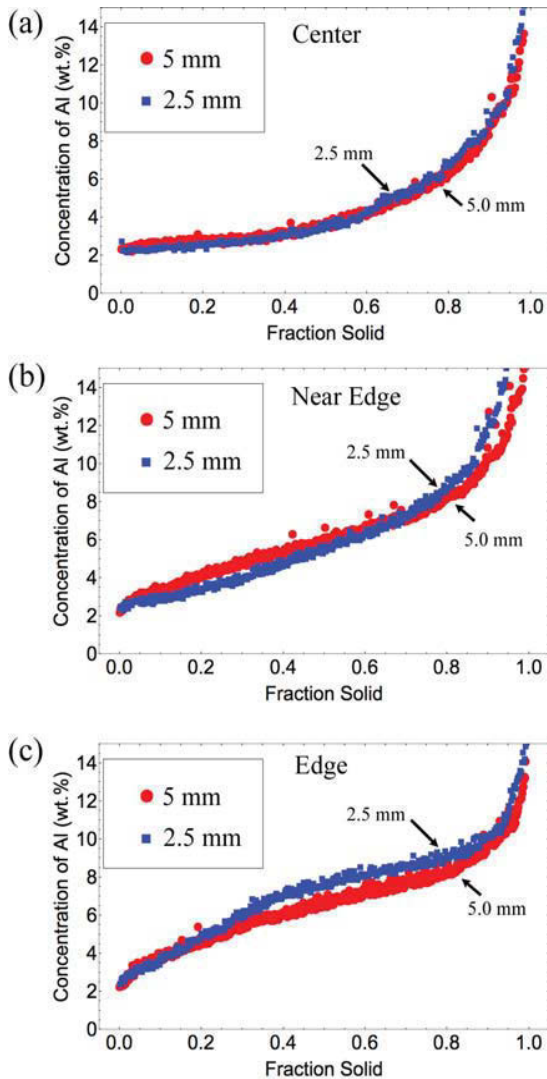 (a)
Center
5 mm
2.5 mm
Concentration of Al (wt.%)
14
12
10
8
6
4
2
0
2.5 mm
5.0 mm
0.0 0.2 0.4 0.6 0.8 1.0
Fraction Solid
(b)
Near Edge
5 mm
2.5 mm
Concentration of Al (wt.%)
14
12
10
8
6
4
2
0
2.5 mm
5.0 mm
0.0 0.2 0.4 0.6 0.8 1.0
Fraction Solid
(c)
Edge
5 mm
2.5 mm
Concentration of Al (wt.%)
14
12
10
8
6
4
2
0
2.5 mm
5.0 mm
0.0 0.2 0.4 0.6 0.8 1.0
Fraction Solid